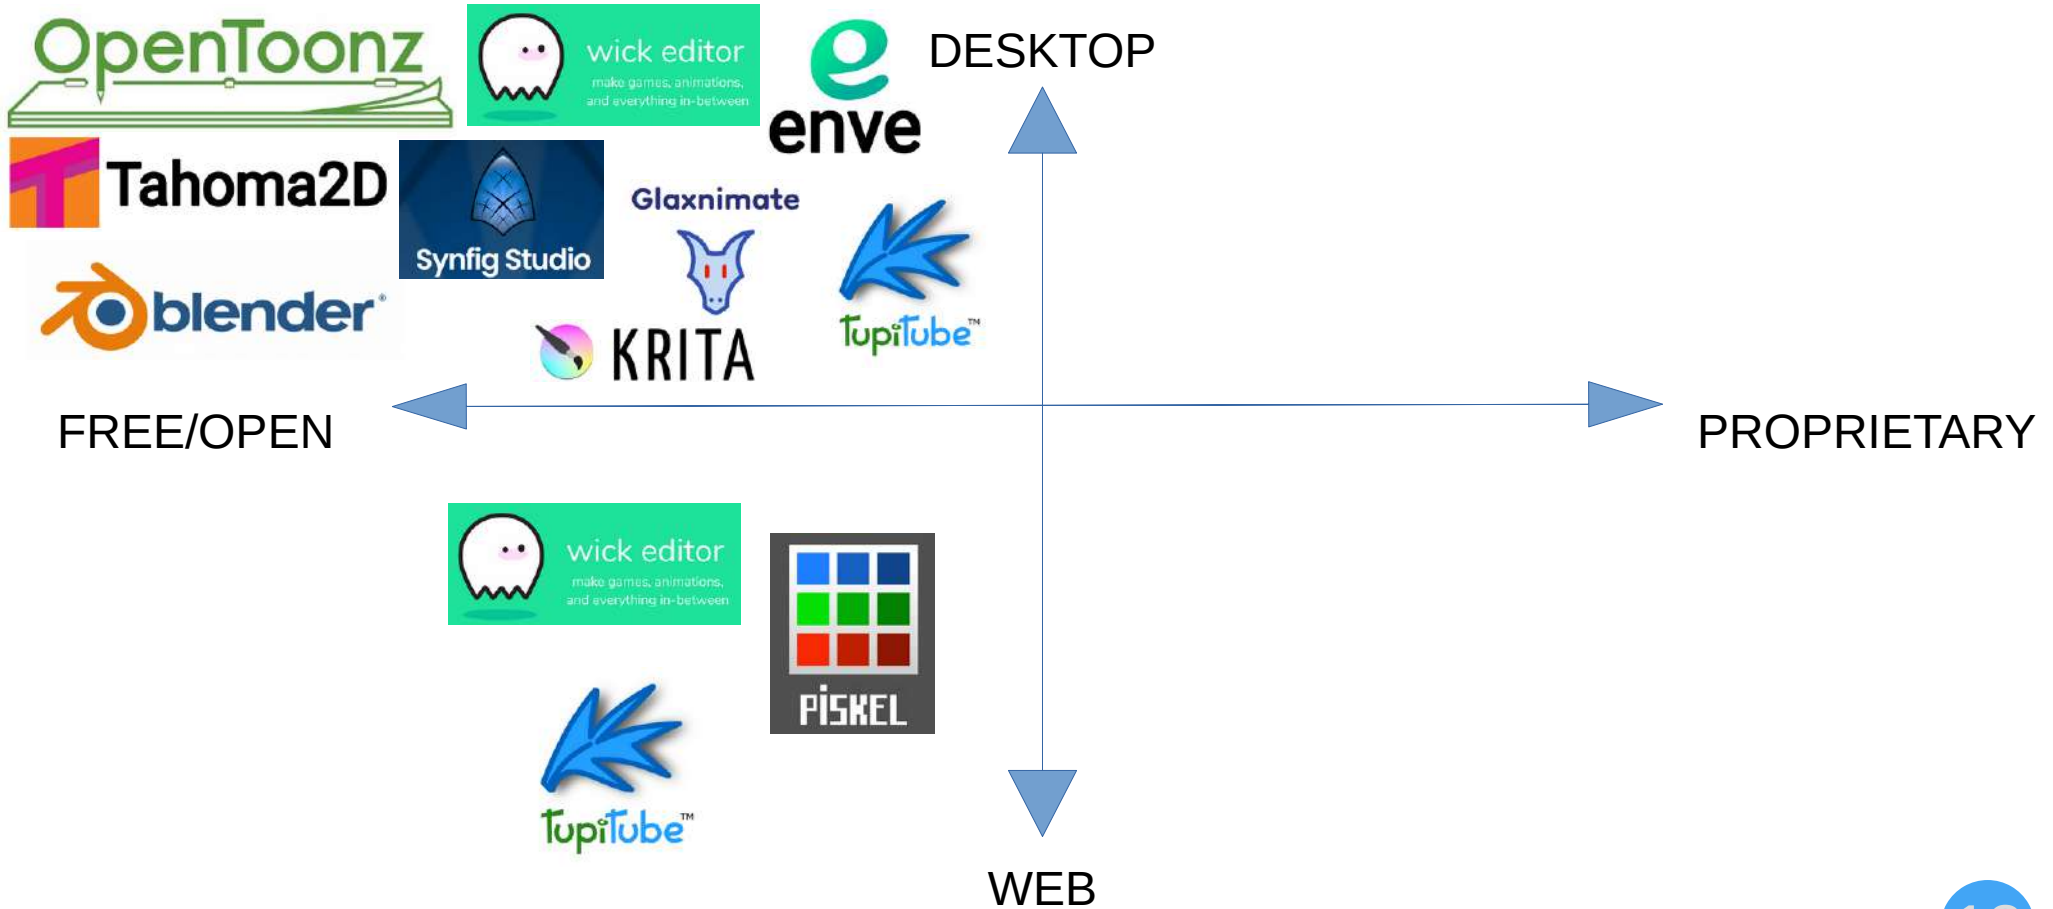 OpenToonz
wick editor
make games, animations,
and everything in-between
enve
DESKTOP
Tahoma2D
Synfig Studio
Glaxnimate
blender®
KRITA
TupiTube™
FREE/OPEN
PROPRIETARY
wick editor
make games, animations,
and everything in-between
PISKEL
TupiTube™
WEB